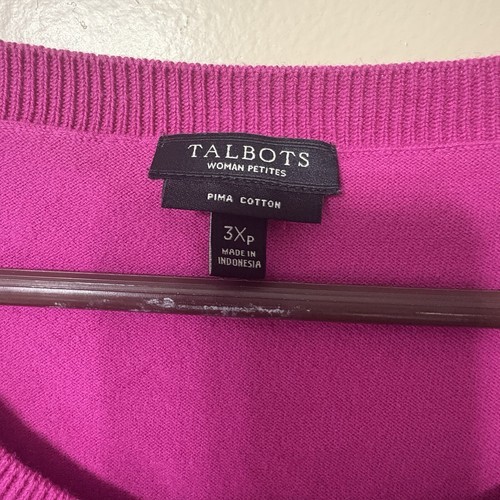 TALBOTS
WOMAN PETITES
PIMA COTTON
3XP
MADE IN
INDONESIA